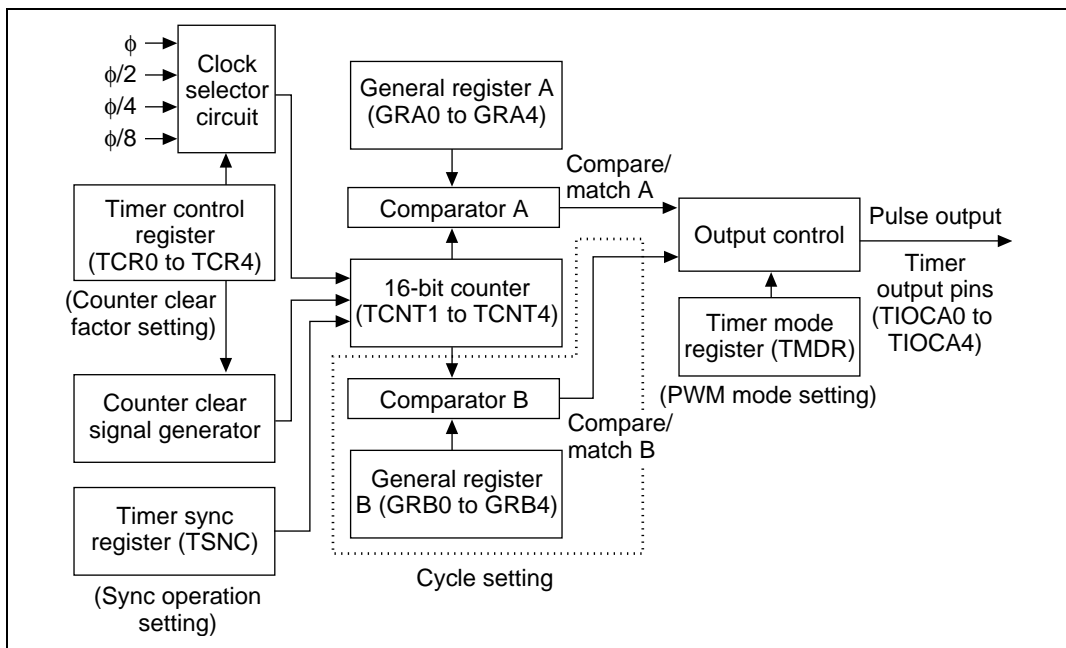 ϕ
ϕ/2
ϕ/4
ϕ/8
Clock
selector
circuit
Timer control
register
(TCR0 to TCR4)
(Counter clear
factor setting)
Counter clear
signal generator
Timer sync
register (TSNC)
(Sync operation
setting)
General register A
(GRA0 to GRA4)
Comparator A
16-bit counter
(TCNT1 to TCNT4)
Comparator B
General register
B (GRB0 to GRB4)
Cycle setting
Compare/
match A
Compare/
match B
Output control
Timer mode
register (TMDR)
(PWM mode setting)
Pulse output
Timer
output pins
(TIOCA0 to
TIOCA4)